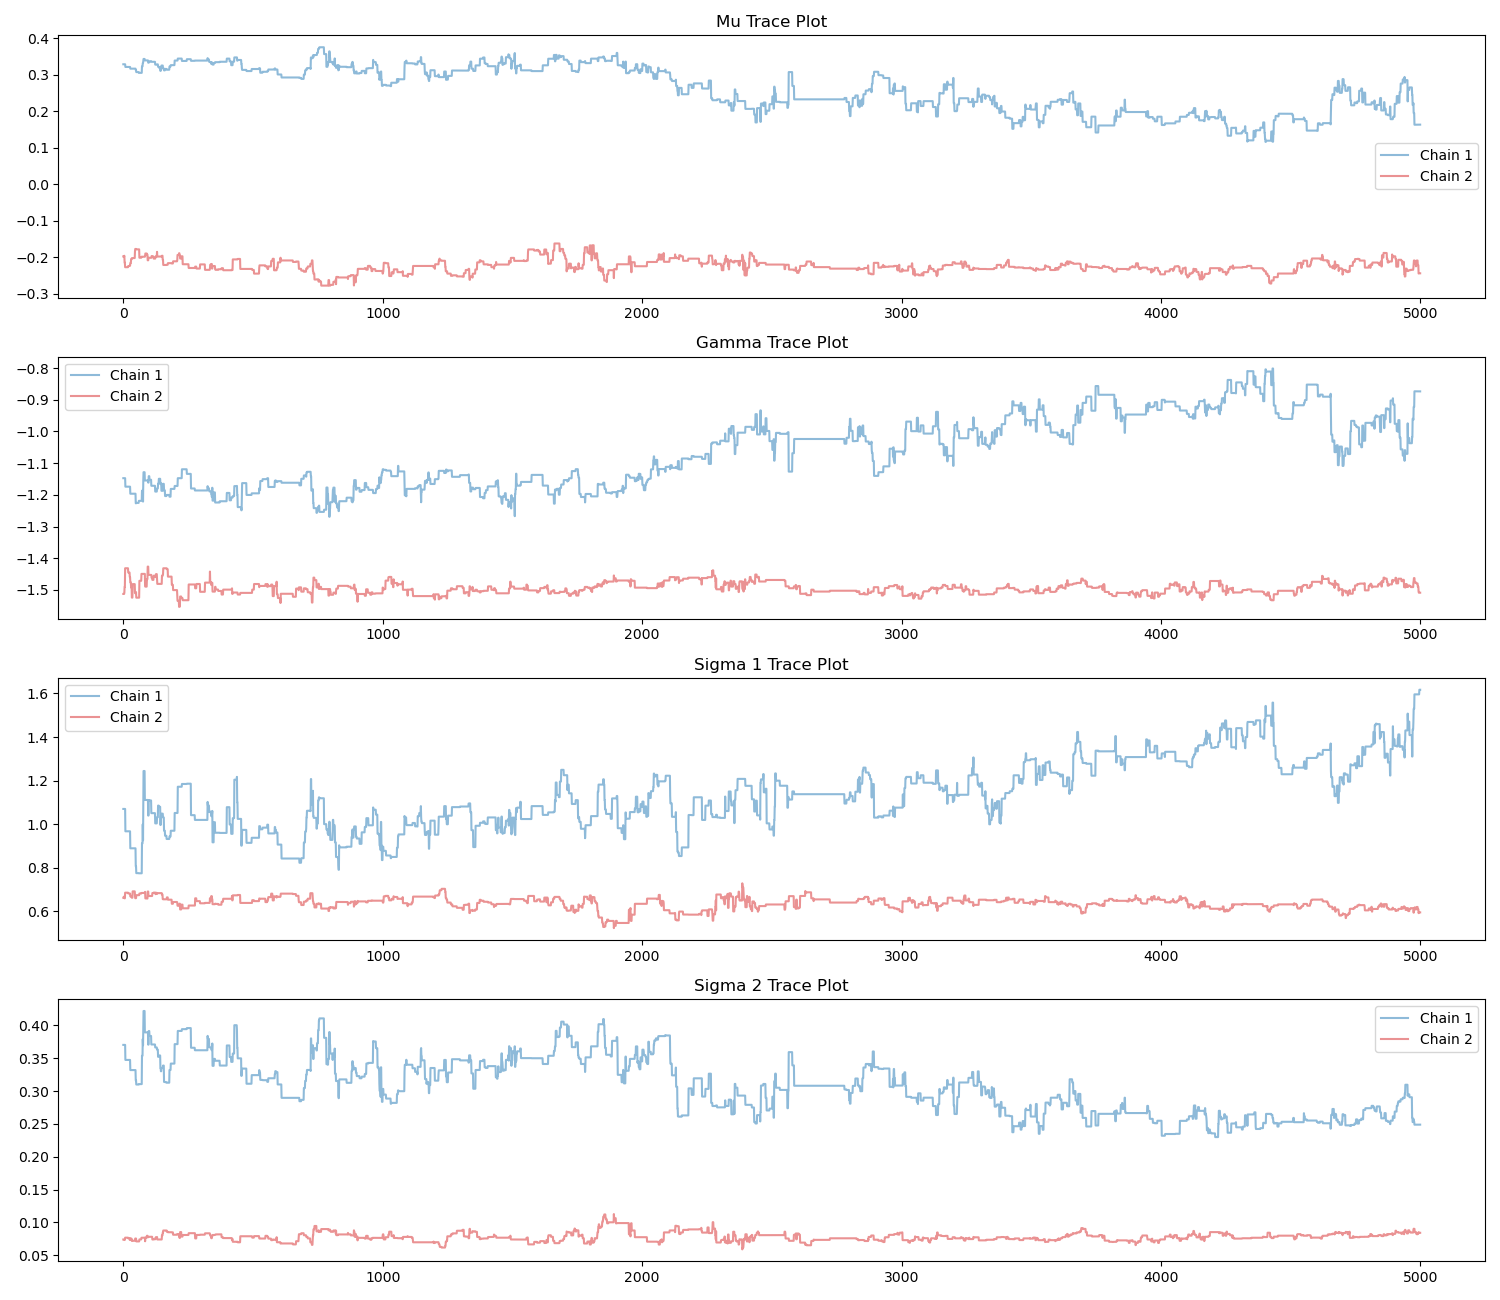 Mu Trace Plot
0.4
0.3
0.2
0.1
0.0
−0.1
−0.2
−0.3
Chain 1
Chain 2
0 1000 2000 3000 4000 5000
Gamma Trace Plot
−0.8
−0.9
−1.0
−1.1
−1.2
−1.3
−1.4
−1.5
Chain 1
Chain 2
0 1000 2000 3000 4000 5000
Sigma 1 Trace Plot
1.6
1.4
1.2
1.0
0.8
0.6
Chain 1
Chain 2
0 1000 2000 3000 4000 5000
Sigma 2 Trace Plot
0.40
0.35
0.30
0.25
0.20
0.15
0.10
0.05
Chain 1
Chain 2
0 1000 2000 3000 4000 5000